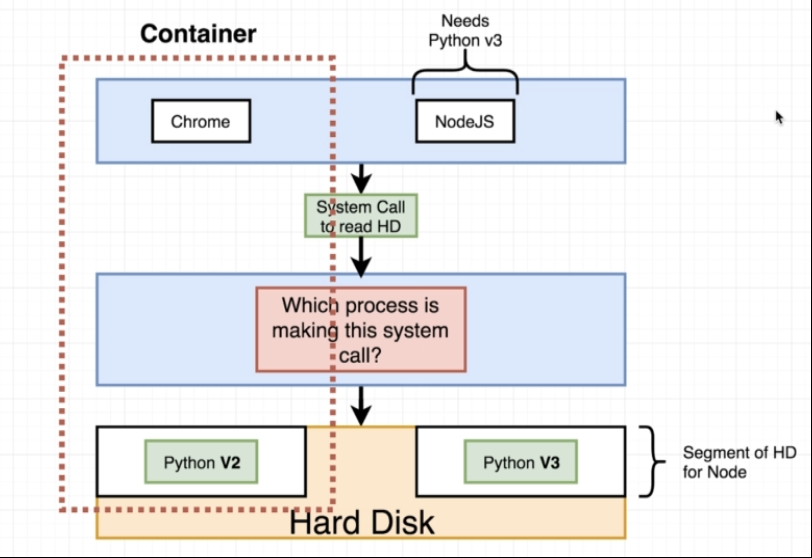 Container
Needs
Python v3
Chrome
NodeJS
System Call
to read HD
Which process is
making this system
call?
Python V2
Python V3
Segment of HD
for Node
Hard Disk